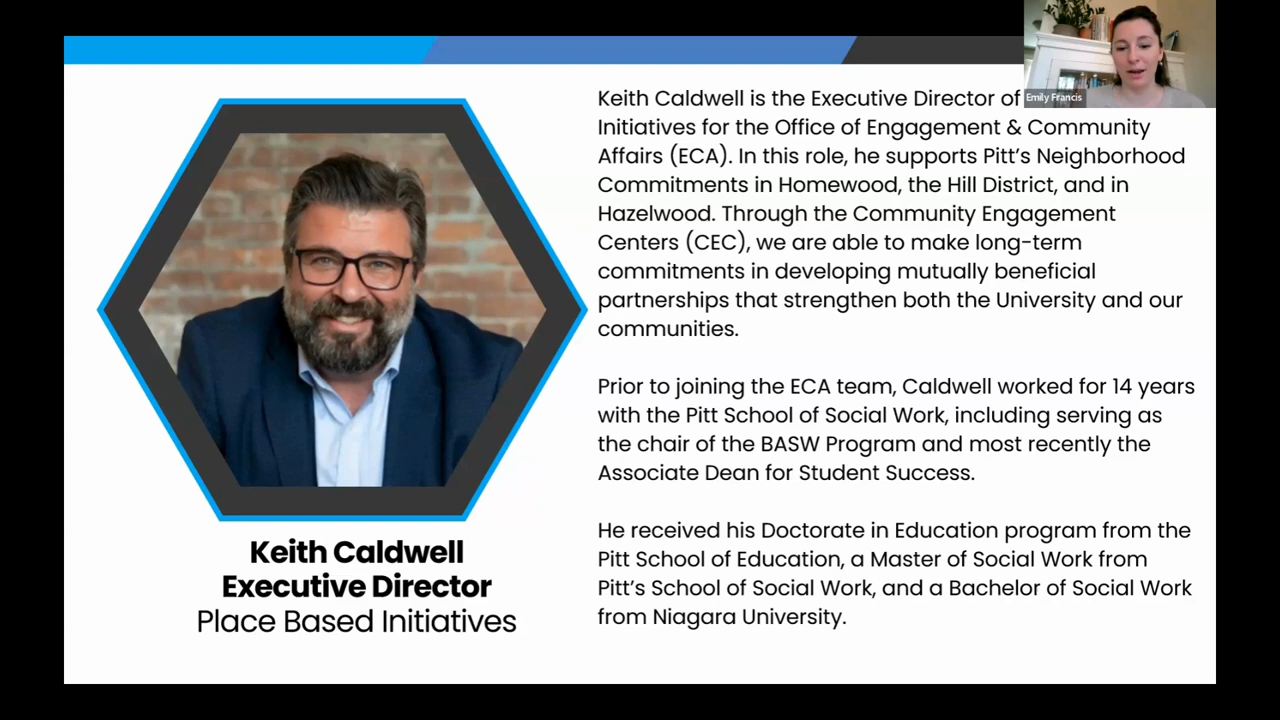 Emily Francis
Keith Caldwell is the Executive Director of
Initiatives for the Office of Engagement & Community
Affairs (ECA). In this role, he supports Pitt’s Neighborhood
Commitments in Homewood, the Hill District, and in
Hazelwood. Through the Community Engagement
Centers (CEC), we are able to make long-term
commitments in developing mutually beneficial
partnerships that strengthen both the University and our
communities.
Prior to joining the ECA team, Caldwell worked for 14 years
with the Pitt School of Social Work, including serving as
the chair of the BASW Program and most recently the
Associate Dean for Student Success.
He received his Doctorate in Education program from the
Pitt School of Education, a Master of Social Work from
Pitt’s School of Social Work, and a Bachelor of Social Work
from Niagara University.
Keith Caldwell
Executive Director
Place Based Initiatives